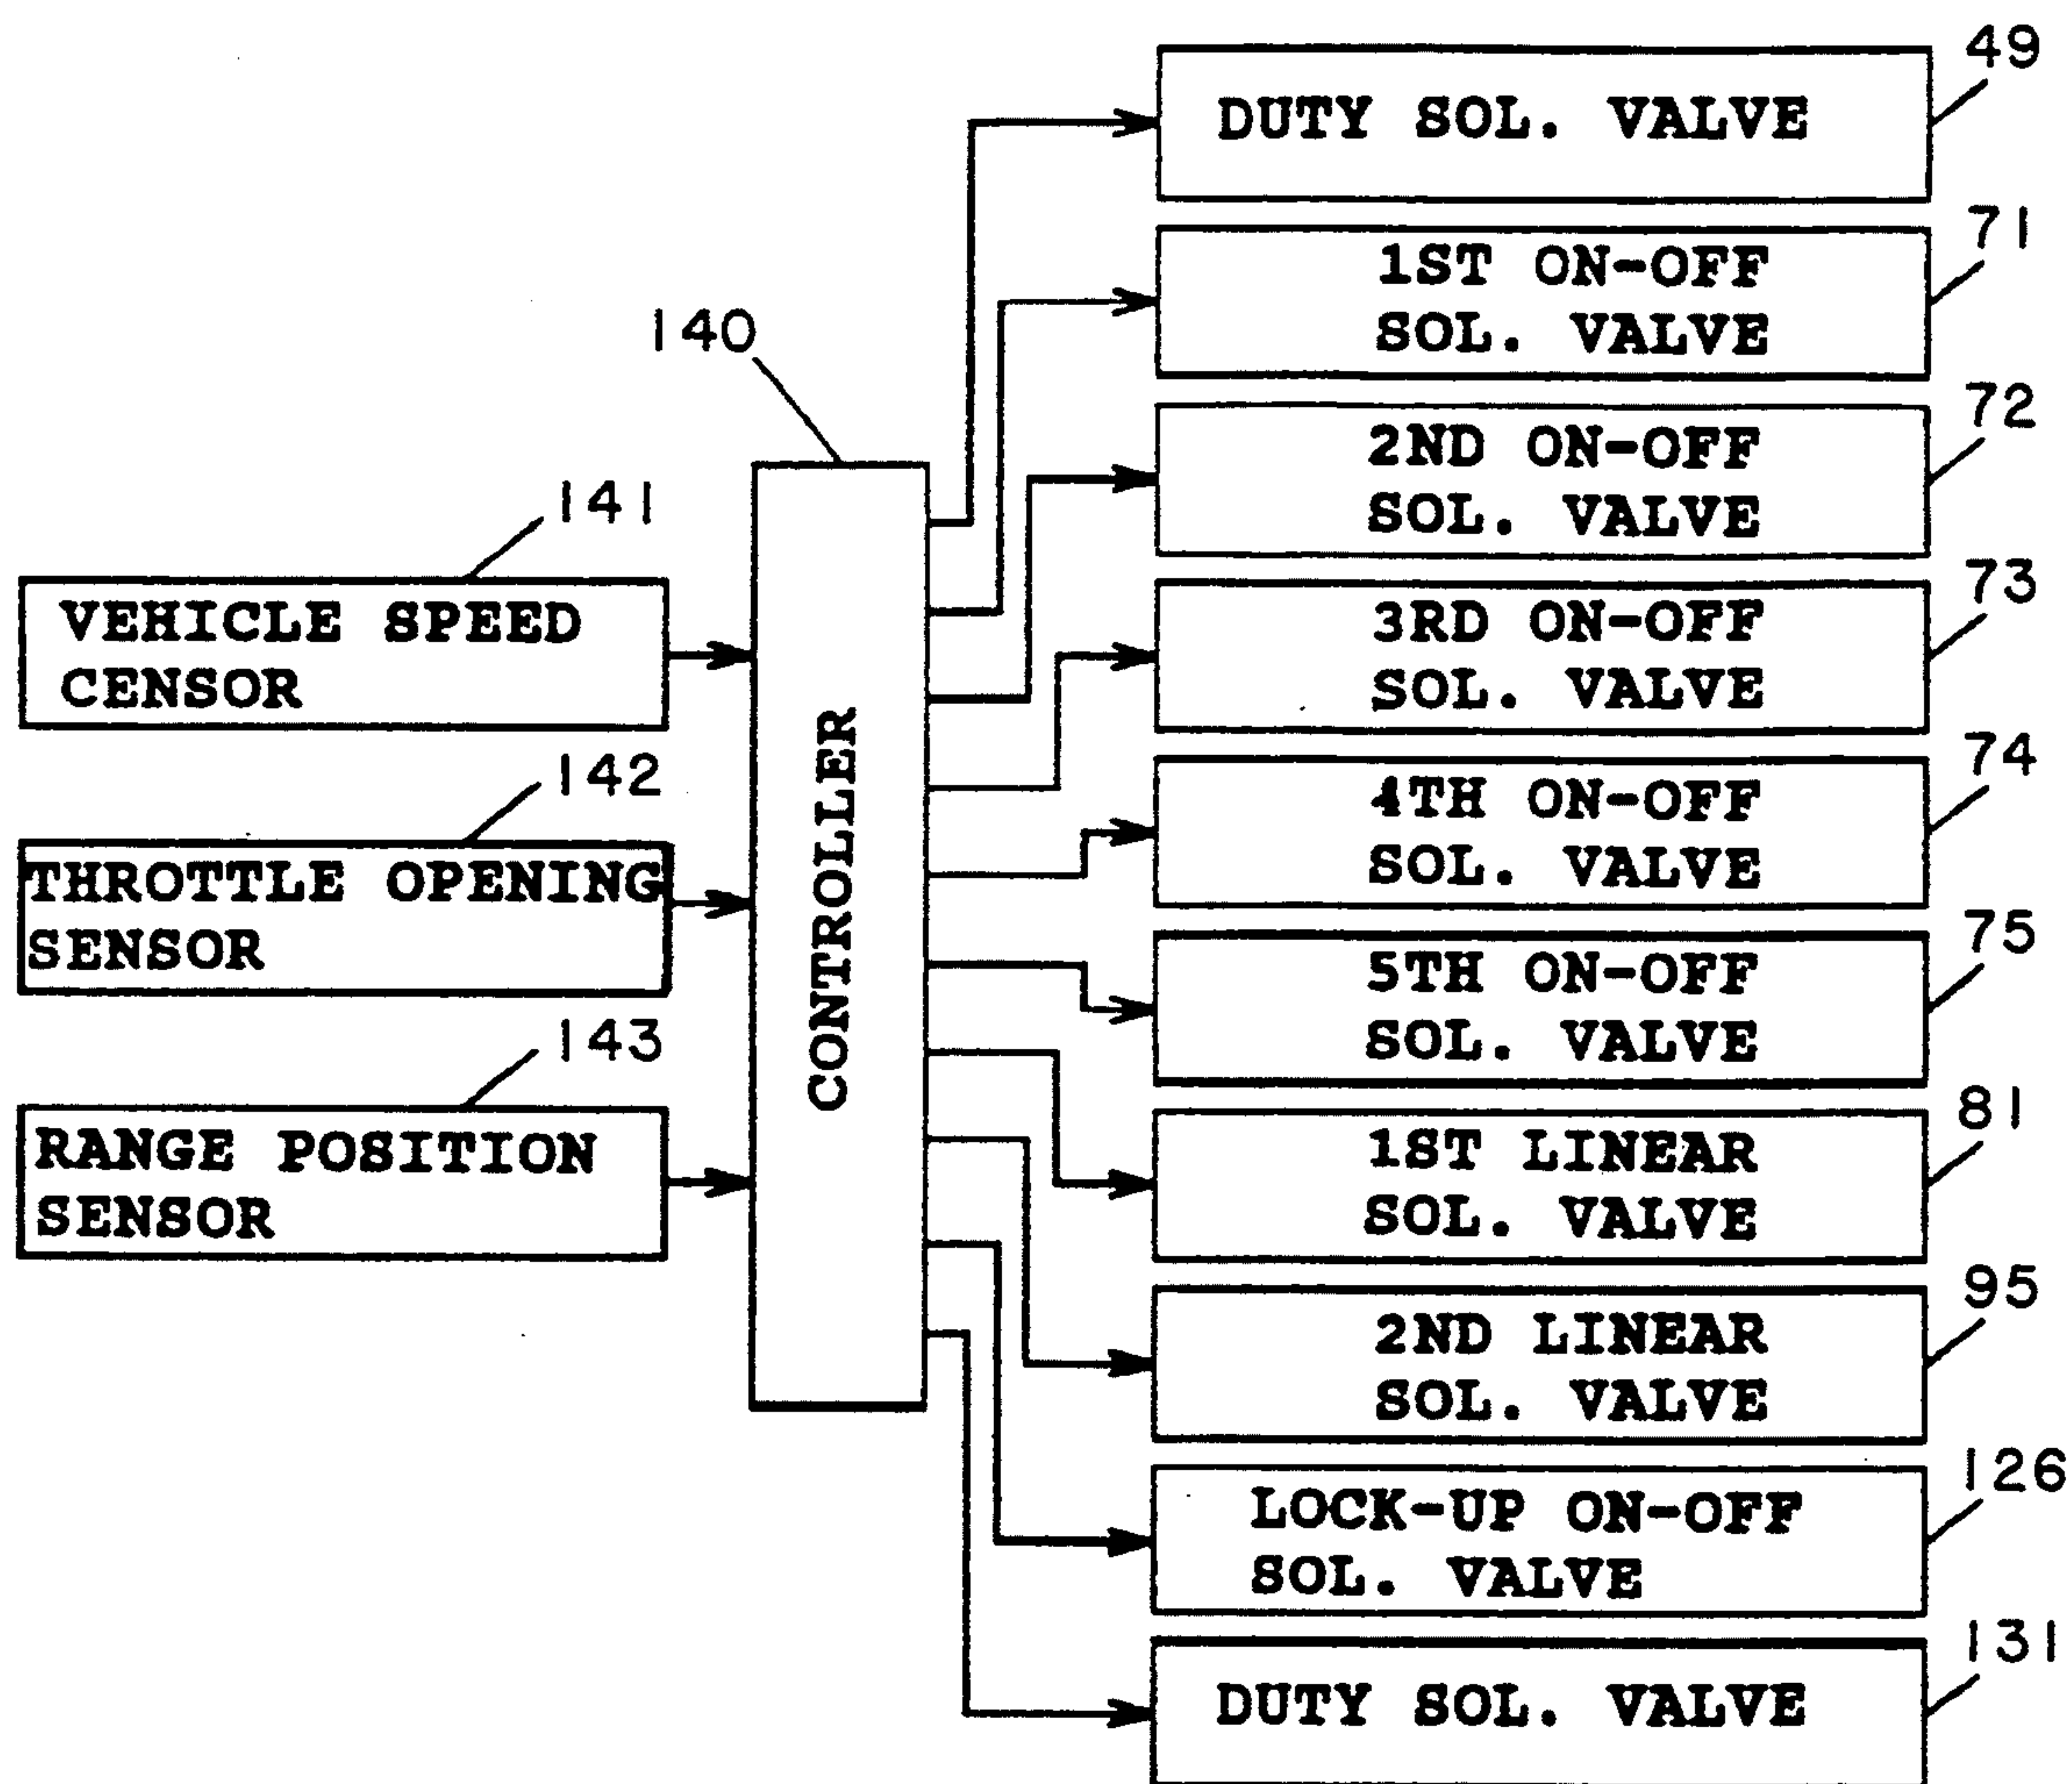 49
DUTY SOL. VALVE
71
1ST ON-OFF
SOL. VALVE
140
72
2ND ON-OFF
SOL. VALVE
141
VEHICLE SPEED
CENSOR
73
3RD ON-OFF
SOL. VALVE
142
THROTTLE OPENING
SENSOR
CONTROLLER
74
4TH ON-OFF
SOL. VALVE
75
5TH ON-OFF
SOL. VALVE
143
RANGE POSITION
SENSOR
81
1ST LINEAR
SOL. VALVE
95
2ND LINEAR
SOL. VALVE
126
LOCK-UP ON-OFF
SOL. VALVE
131
DUTY SOL. VALVE